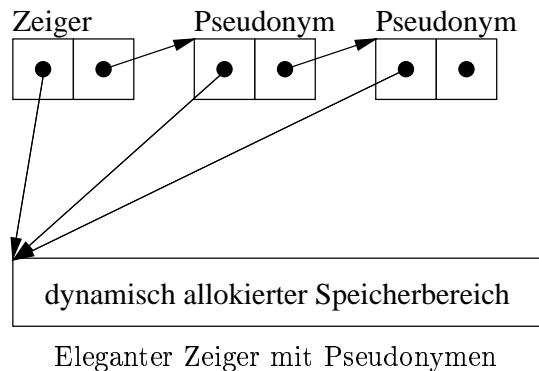 Zeiger Pseudonym Pseudonym
dynamisch allokierter Speicherbereich
Eleganter Zeiger mit Pseudonymen